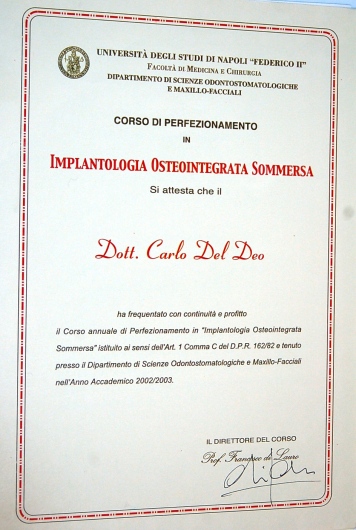 UNIVERSITÀ DEGLI STUDI DI NAPOLI "FEDERICO II"
FACOLTÀ DI MEDICINA E CHIRURGIA
DIPARTIMENTO DI SCIENZE ODONTOSTOMATOLOGICHE
E MAXILLO-FACCIALI
CORSO DI PERFEZIONAMENTO
IN
IMPLANTOLOGIA OSTEOINTEGRATA SOMMERSA
Si attesta che il
Dott. Carlo Del Deo
ha frequentato con continuità e profitto
il Corso annuale di Perfezionamento in "Implantologia Osteointegrata
Sommersa" istituito ai sensi dell'Art. 1 Comma C del D.P.R. 162/82 e tenuto
presso il Dipartimento di Scienze Odontostomatologiche e Maxillo-Facciali
nell'Anno Accademico 2002/2003.
IL DIRETTORE DEL CORSO
Prof. Francesco di Lauro